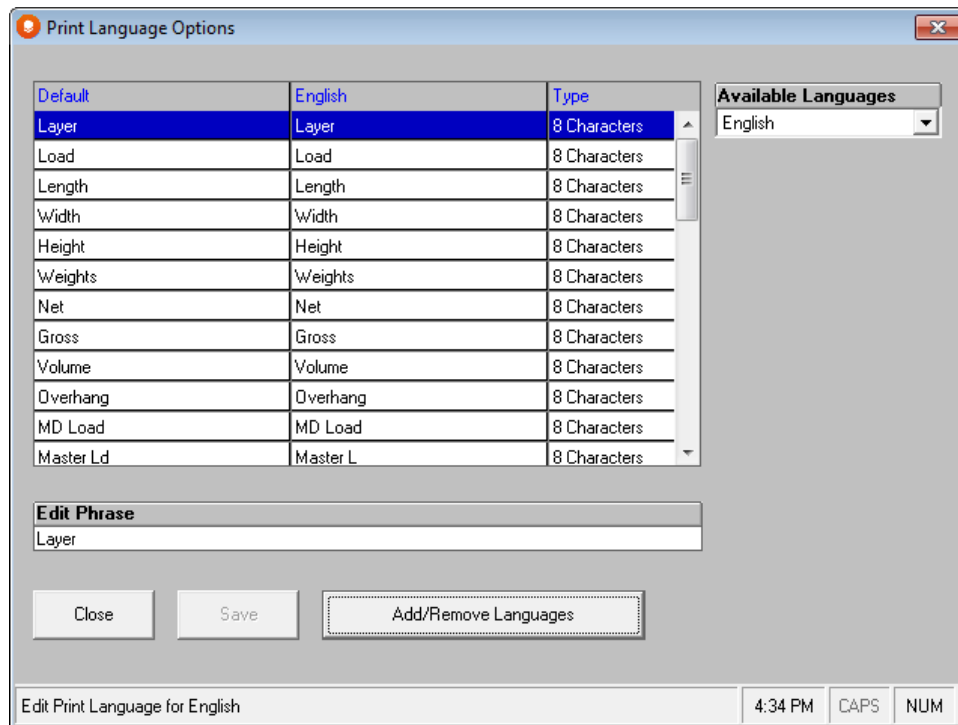 Print Language Options
Default English Type
Layer Layer 8 Characters
Load Load 8 Characters
Length Length 8 Characters
Width Width 8 Characters
Height Height 8 Characters
Weights Weights 8 Characters
Net Net 8 Characters
Gross Gross 8 Characters
Volume Volume 8 Characters
Overhang Overhang 8 Characters
MD Load MD Load 8 Characters
Master Ld Master L 8 Characters
Available Languages
English
Edit Phrase
Layer
Close Save Add/Remove Languages
Edit Print Language for English 4:34 PM CAPS NUM